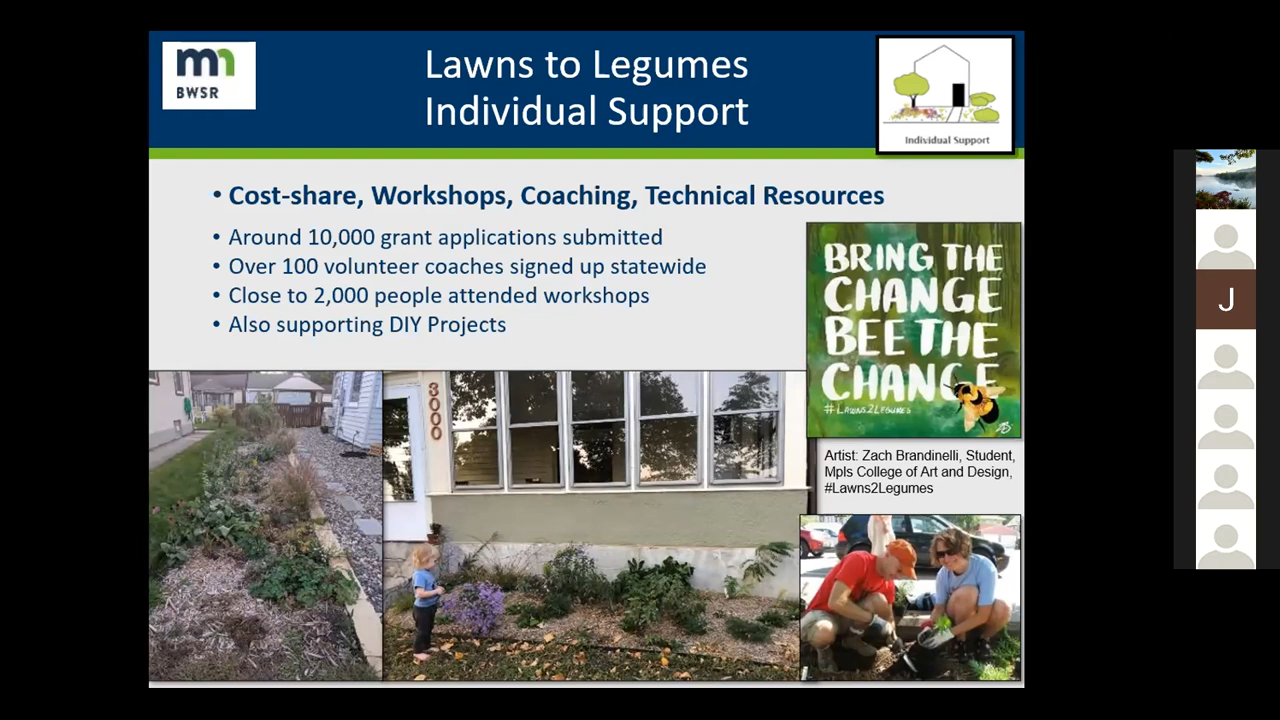 mn
BWSR
Lawns to Legumes
Individual Support
Individual Support
• Cost-share, Workshops, Coaching, Technical Resources
• Around 10,000 grant applications submitted
• Over 100 volunteer coaches signed up statewide
• Close to 2,000 people attended workshops
• Also supporting DIY Projects
BRING THE
CHANGE
BEE THE
CHANGE
#LAWNS2LEGUMES
Artist: Zach Brandinelli, Student,
Mpls College of Art and Design,
#Lawns2Legumes
3000
J